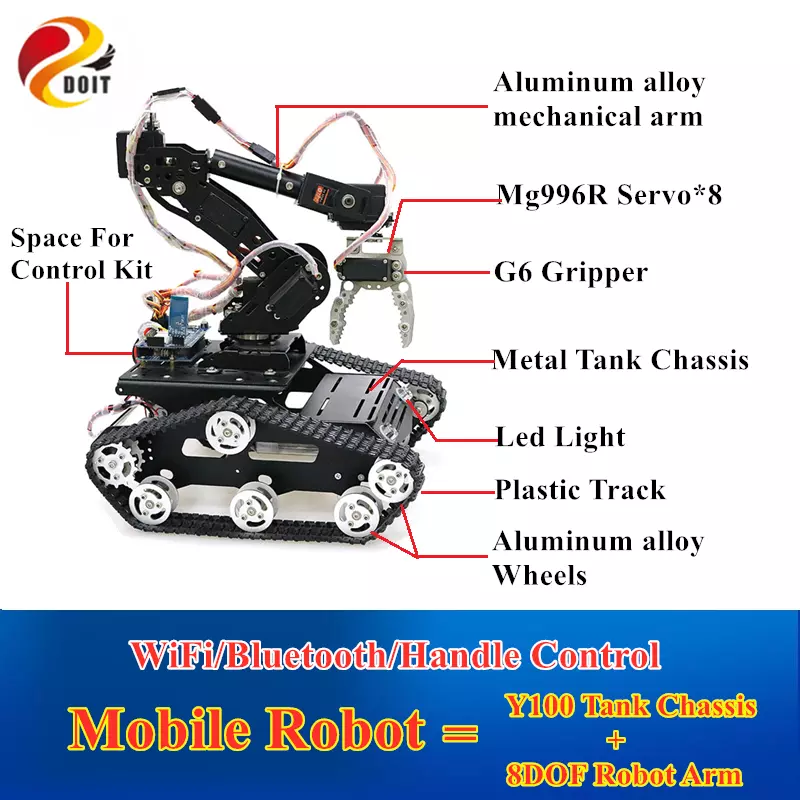 DOIT
Aluminum alloy
mechanical arm
Mg996R Servo*8
Space For
Control Kit
G6 Gripper
Metal Tank Chassis
Led Light
Plastic Track
Aluminum alloy
Wheels
WiFi/Bluetooth/Handle Control
Mobile Robot =
Y100 Tank Chassis
+
8DOF Robot Arm